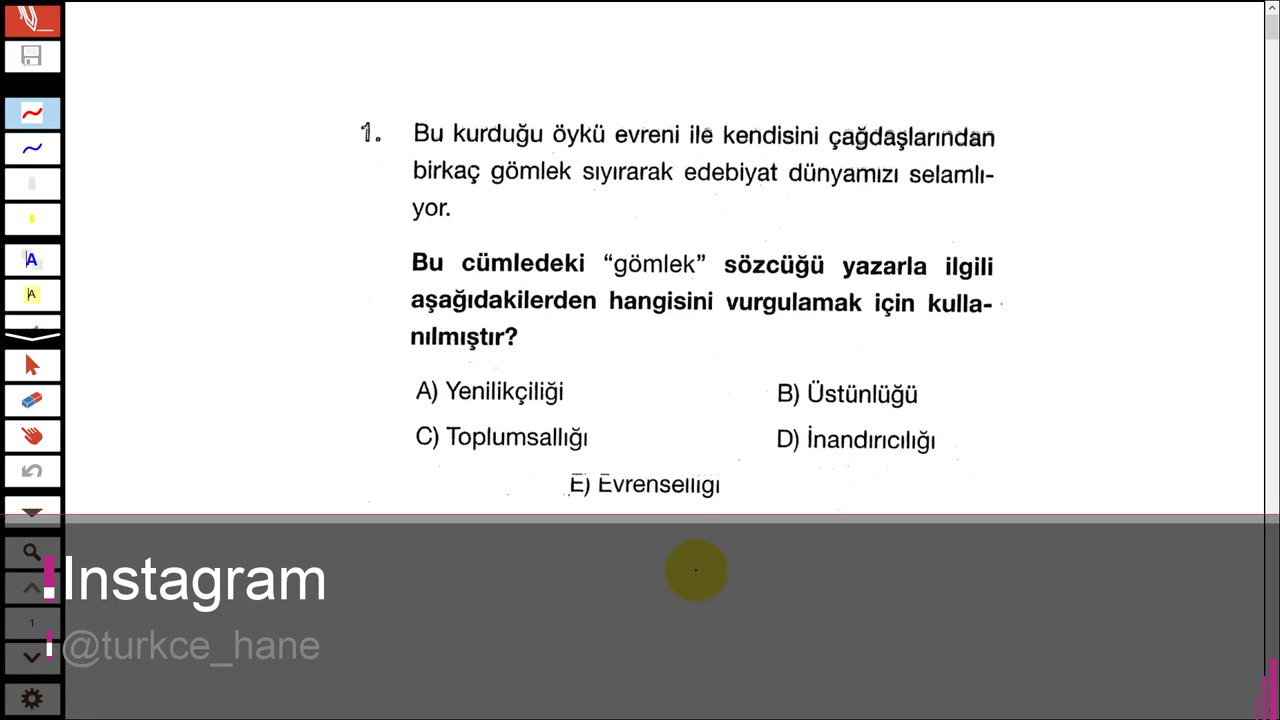 1. Bu kurduğu öykü evreni ile kendisini çağdaşlarından
birkaç gömlek sıyırarak edebiyat dünyamızı selamlı-
yor.
Bu cümledeki “gömlek” sözcüğü yazarla ilgili
aşağıdakilerden hangisini vurgulamak için kulla-
nılmıştır?
A) Yenilikçiliği
B) Üstünlüğü
C) Toplumsallığı
D) İnandırıcılığı
E) Evrenselliği
A
A
1
Instagram
@turkce_hane